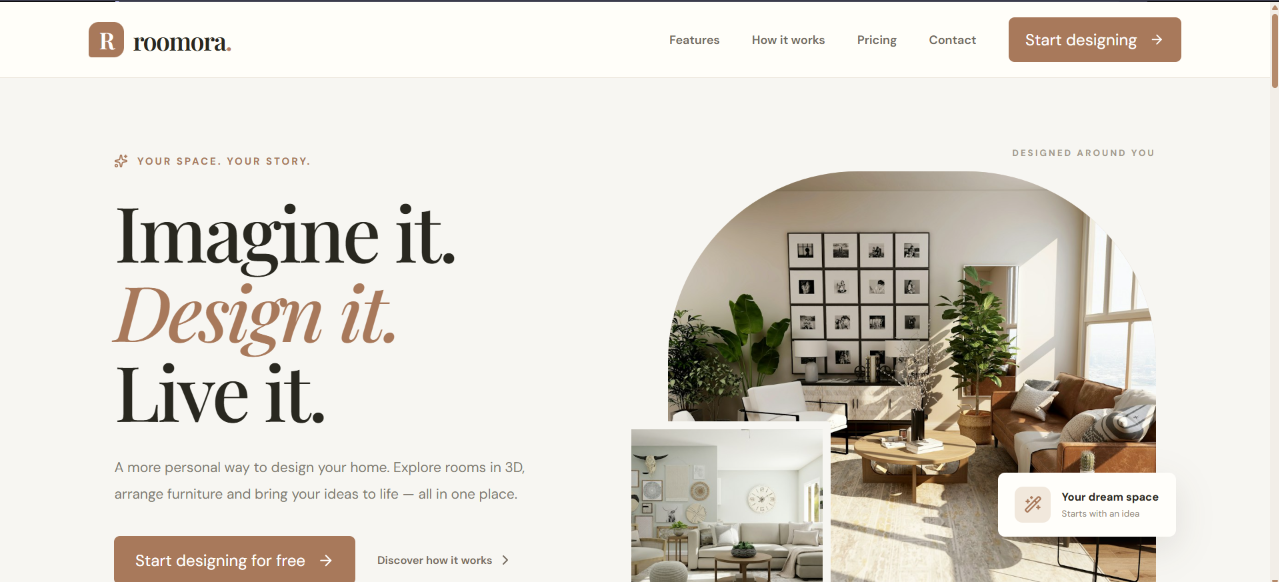 R roomora.
Features How it works Pricing Contact Start designing →
YOUR SPACE. YOUR STORY.
Imagine it.
Design it.
Live it.
A more personal way to design your home. Explore rooms in 3D,
arrange furniture and bring your ideas to life — all in one place.
Start designing for free →
Discover how it works >
DESIGNED AROUND YOU
Your dream space
Starts with an idea